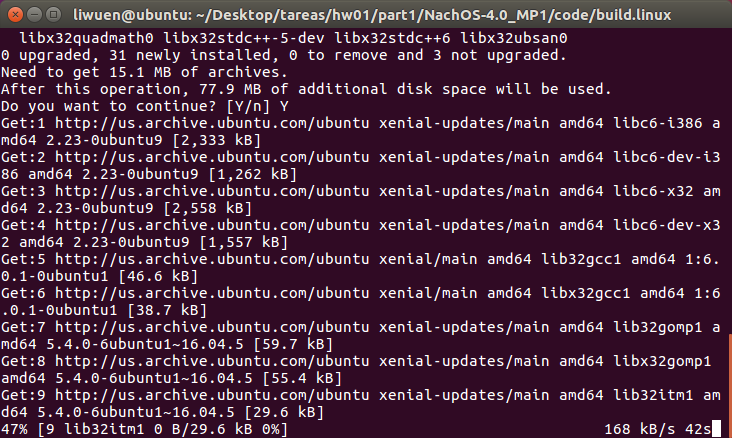 liwuen@ubuntu: ~/Desktop/tareas/hw01/part1/NachOS-4.0_MP1/code/build.linux
libx32quadmath0 libx32stdc++-5-dev libx32stdc++6 libx32ubsan0
0 upgraded, 31 newly installed, 0 to remove and 3 not upgraded.
Need to get 15.1 MB of archives.
After this operation, 77.9 MB of additional disk space will be used.
Do you want to continue? [Y/n] Y
Get:1 http://us.archive.ubuntu.com/ubuntu xenial-updates/main amd64 libc6-i386 a
md64 2.23-0ubuntu9 [2,333 kB]
Get:2 http://us.archive.ubuntu.com/ubuntu xenial-updates/main amd64 libc6-dev-i3
86 amd64 2.23-0ubuntu9 [1,262 kB]
Get:3 http://us.archive.ubuntu.com/ubuntu xenial-updates/main amd64 libc6-x32 am
d64 2.23-0ubuntu9 [2,558 kB]
Get:4 http://us.archive.ubuntu.com/ubuntu xenial-updates/main amd64 libc6-dev-x3
2 amd64 2.23-0ubuntu9 [1,557 kB]
Get:5 http://us.archive.ubuntu.com/ubuntu xenial/main amd64 lib32gcc1 amd64 1:6.
0.1-0ubuntu1 [46.6 kB]
Get:6 http://us.archive.ubuntu.com/ubuntu xenial/main amd64 libx32gcc1 amd64 1:6
.0.1-0ubuntu1 [38.7 kB]
Get:7 http://us.archive.ubuntu.com/ubuntu xenial-updates/main amd64 lib32gomp1 a
md64 5.4.0-6ubuntu1~16.04.5 [59.7 kB]
Get:8 http://us.archive.ubuntu.com/ubuntu xenial-updates/main amd64 libx32gomp1
amd64 5.4.0-6ubuntu1~16.04.5 [55.4 kB]
Get:9 http://us.archive.ubuntu.com/ubuntu xenial-updates/main amd64 lib32itm1 am
d64 5.4.0-6ubuntu1~16.04.5 [29.6 kB]
47% [9 lib32itm1 0 B/29.6 kB 0%] 168 kB/s 42s